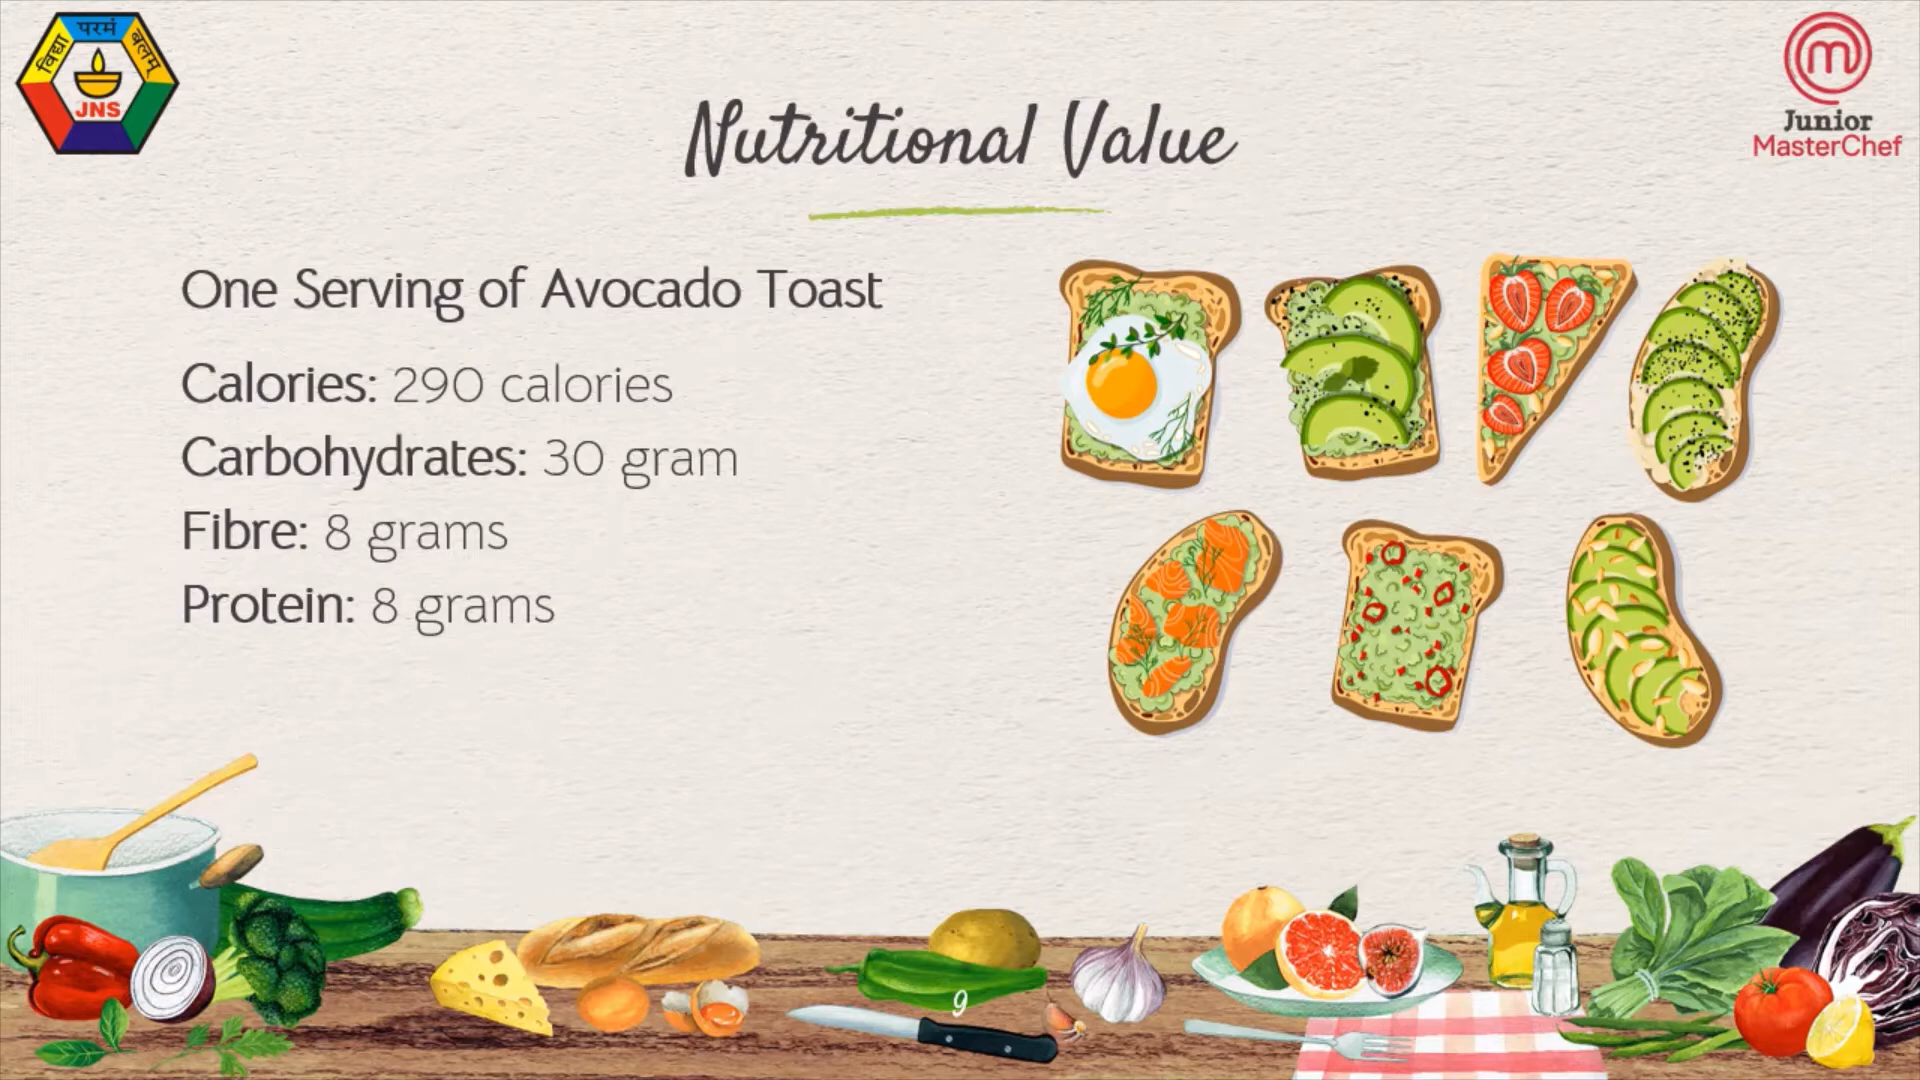 विद्या परमं बलम्
JNS
Junior
MasterChef
Nutritional Value
One Serving of Avocado Toast
Calories: 290 calories
Carbohydrates: 30 gram
Fibre: 8 grams
Protein: 8 grams
9